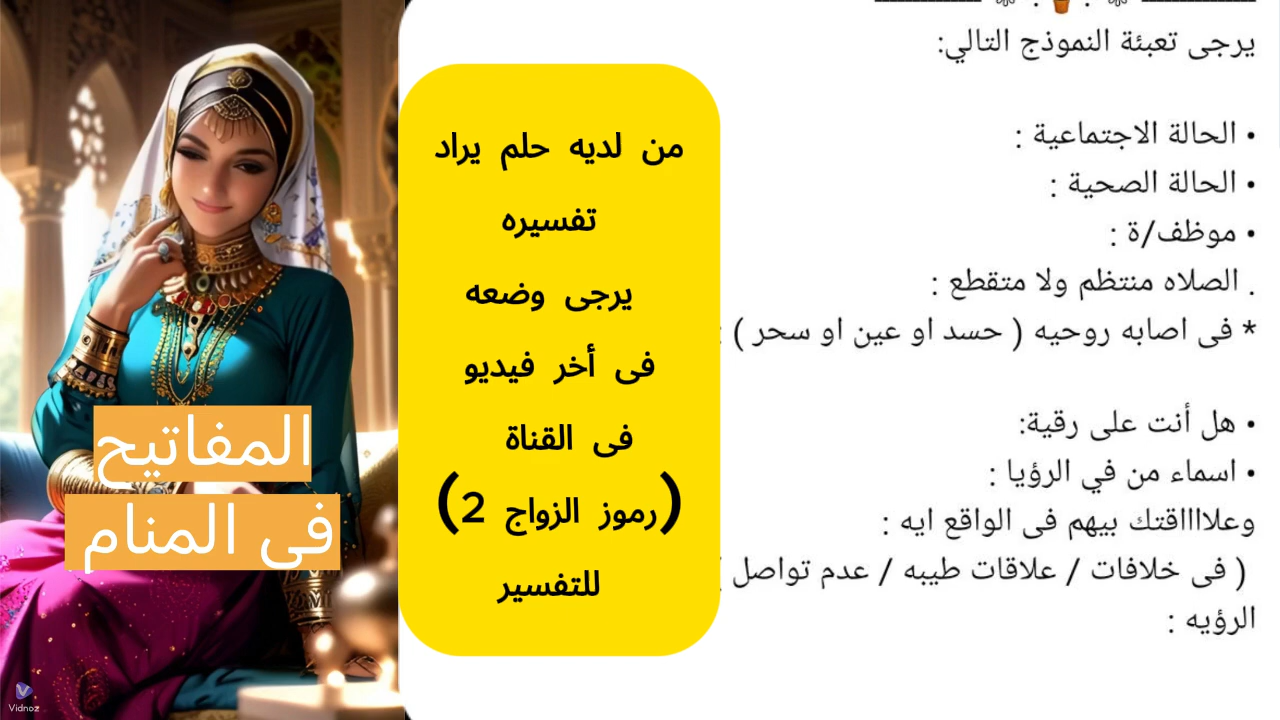 يرجى تعبئة النموذج التالي:
• الحالة الاجتماعية :
• الحالة الصحية :
• موظف/ة :
. الصلاه منتظم ولا متقطع :
* فى اصابه روحيه ( حسد او عين او سحر ) :
• هل أنت على رقية:
• اسماء من في الرؤيا :
وعلااااقتك بيهم فى الواقع ايه :
( فى خلافات / علاقات طيبه / عدم تواصل )
الرؤيه :
من لديه حلم يراد
تفسيره
يرجى وضعه
فى أخر فيديو
فى القناة
(رموز الزواج 2)
للتفسير
المفاتيح
فى المنام
Vidnoz